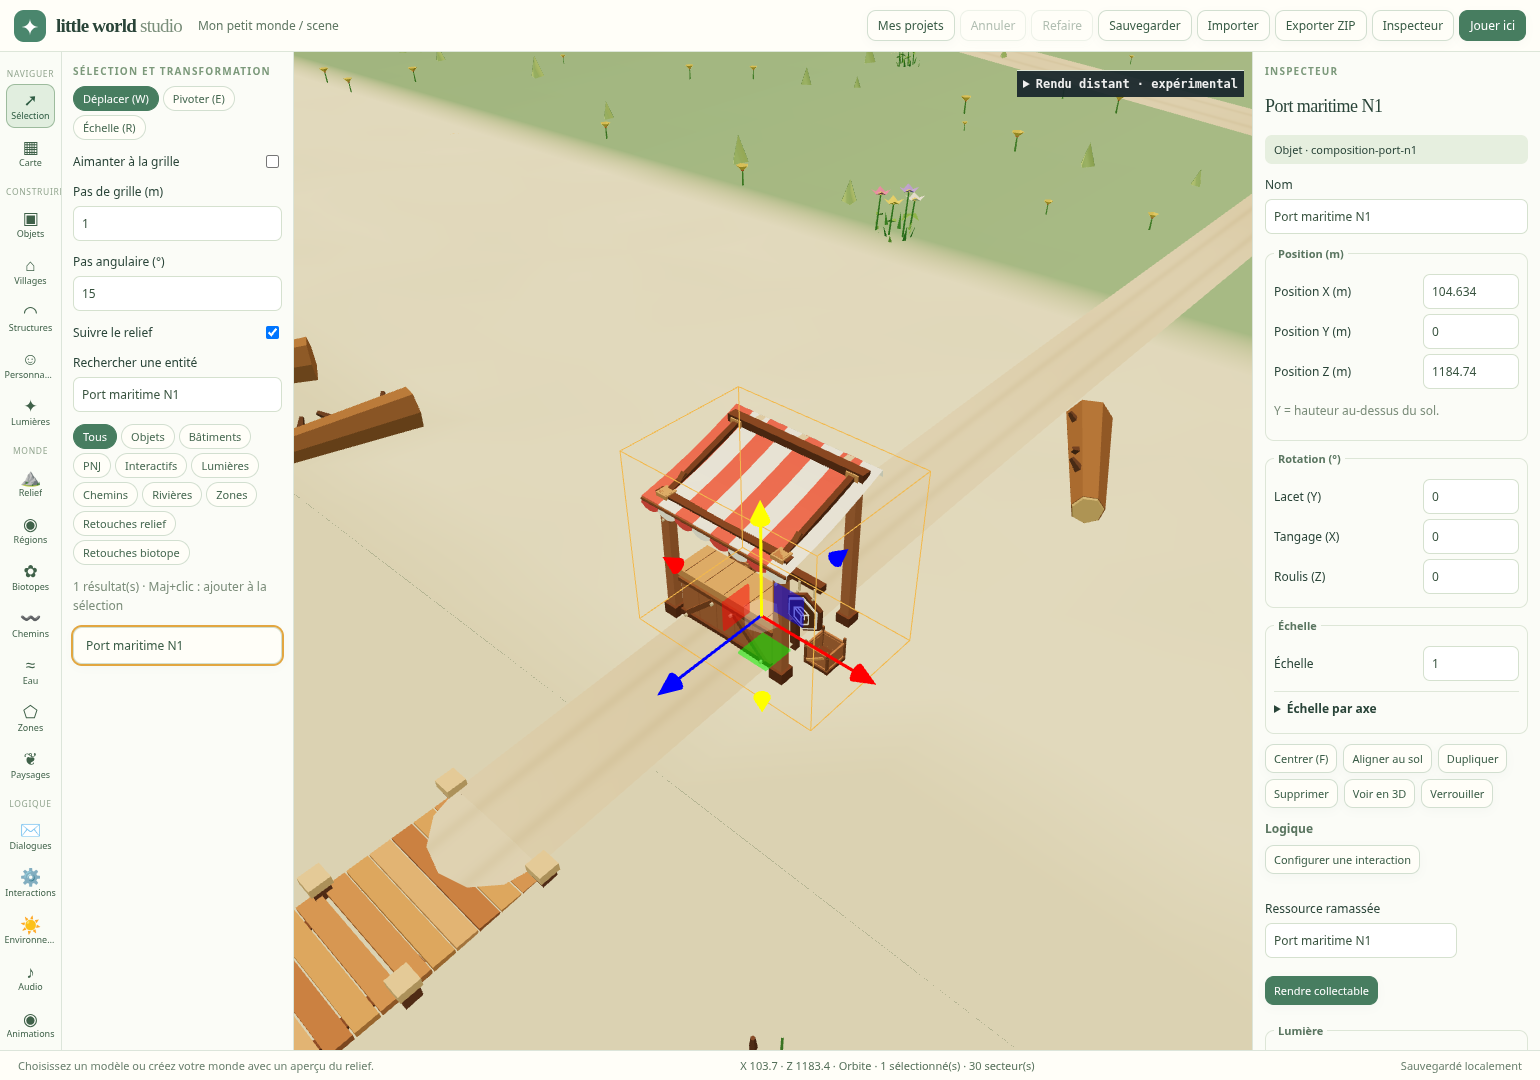 little world studio
Mon petit monde / scene
Mes projets
Annuler
Refaire
Sauvegarder
Importer
Exporter ZIP
Inspecteur
Jouer ici
NAVIGUER
Sélection
Carte
CONSTRUIR
Objets
Villages
Structures
Personna...
Lumières
MONDE
Relief
Régions
Biotopes
Chemins
Eau
Zones
Paysages
LOGIQUE
Dialogues
Interactions
Environne...
Audio
Animations
SÉLECTION ET TRANSFORMATION
Déplacer (W)
Pivoter (E)
Échelle (R)
Aimanter à la grille
Pas de grille (m)
1
Pas angulaire (°)
15
Suivre le relief
Rechercher une entité
Port maritime N1
Tous
Objets
Bâtiments
PNJ
Interactifs
Lumières
Chemins
Rivières
Zones
Retouches relief
Retouches biotope
1 résultat(s) · Maj+clic : ajouter à la
sélection
Port maritime N1
Rendu distant · expérimental
INSPECTEUR
Port maritime N1
Objet · composition-port-n1
Nom
Port maritime N1
Position (m)
Position X (m)
104.634
Position Y (m)
0
Position Z (m)
1184.74
Y = hauteur au-dessus du sol.
Rotation (°)
Lacet (Y)
0
Tangage (X)
0
Roulis (Z)
0
Échelle
Échelle
1
Échelle par axe
Centrer (F)
Aligner au sol
Dupliquer
Supprimer
Voir en 3D
Verrouiller
Logique
Configurer une interaction
Ressource ramassée
Port maritime N1
Rendre collectable
Lumière
Choisissez un modèle ou créez votre monde avec un aperçu du relief.
X 103.7 · Z 1183.4 · Orbite · 1 sélectionné(s) · 30 secteur(s)
Sauvegardé localement